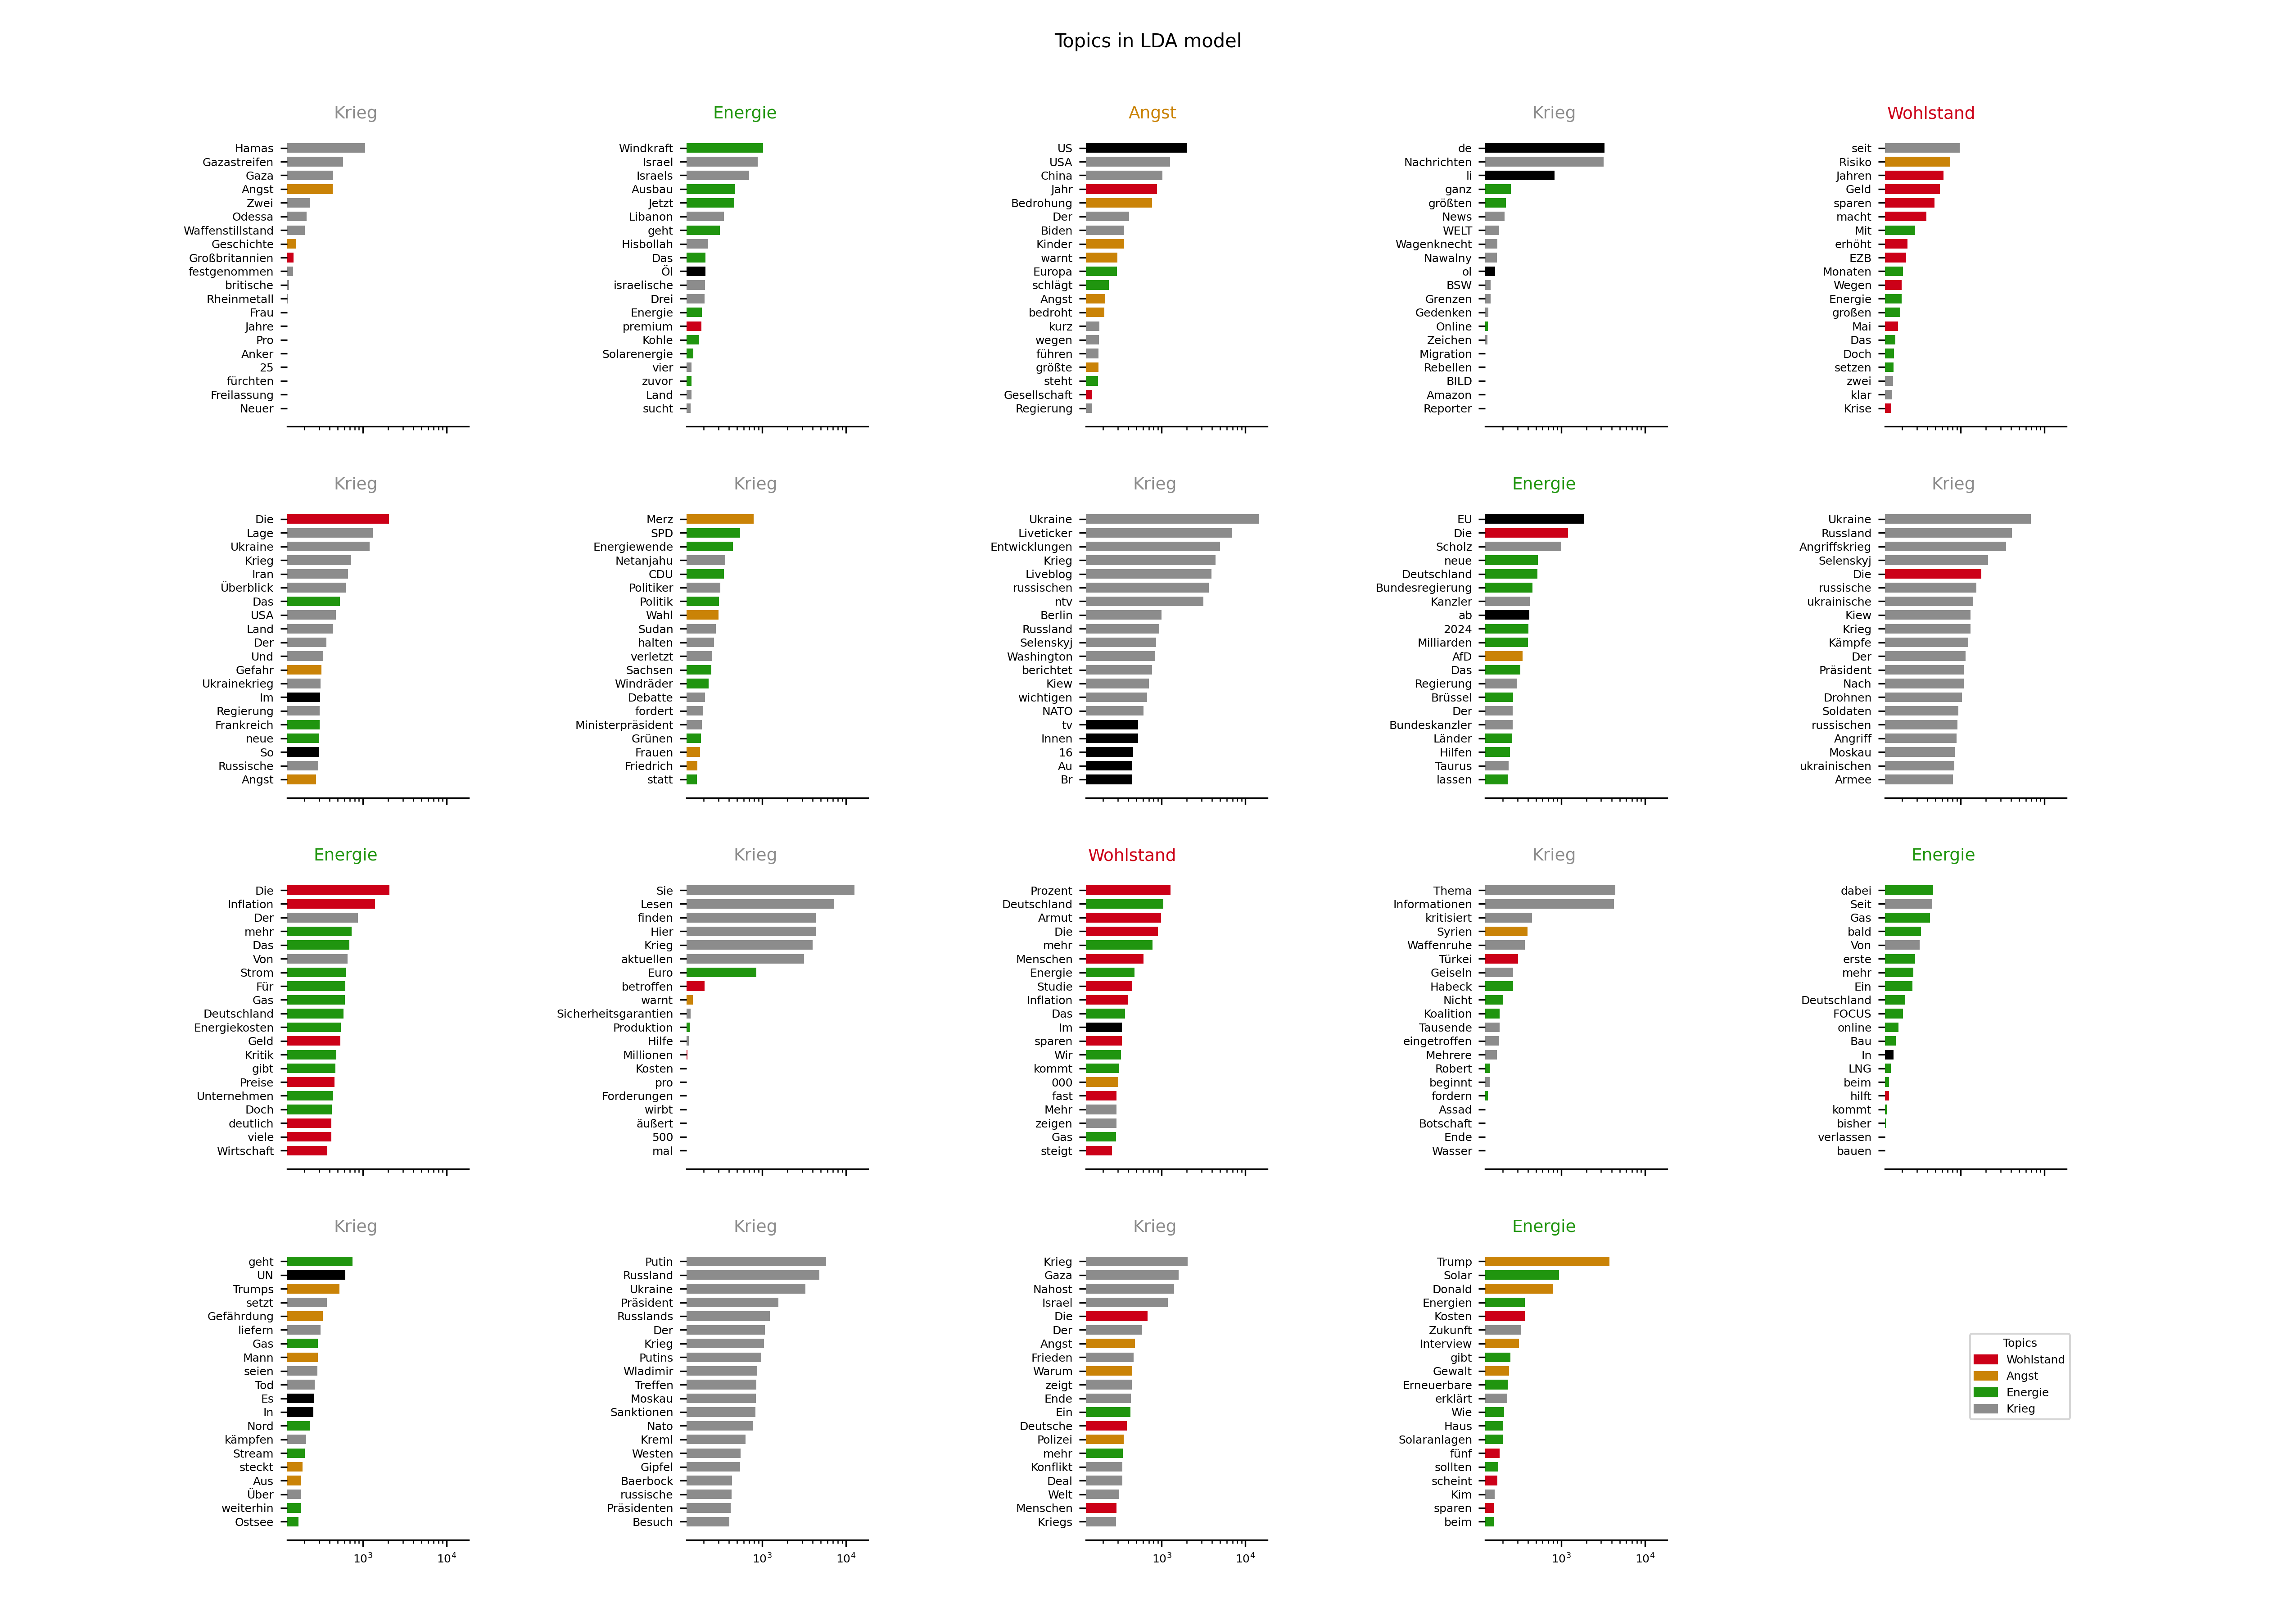 Topics in LDA model
Krieg
Hamas
Gazastreifen
Gaza
Angst
Zwei
Odessa
Waffenstillstand
Geschichte
Großbritannien
festgenommen
britische
Rheinmetall
Frau
Jahre
Pro
Anker
25
fürchten
Freilassung
Neuer
Energie
Windkraft
Israel
Israels
Ausbau
Jetzt
Libanon
geht
Hisbollah
Das
Öl
israelische
Drei
Energie
premium
Kohle
Solarenergie
vier
zuvor
Land
sucht
Angst
US
USA
China
Jahr
Bedrohung
Der
Biden
Kinder
warnt
Europa
schlägt
Angst
bedroht
kurz
wegen
führen
größte
steht
Gesellschaft
Regierung
Krieg
de
Nachrichten
li
ganz
größten
News
WELT
Wagenknecht
Nawalny
ol
BSW
Grenzen
Gedenken
Online
Zeichen
Migration
Rebellen
BILD
Amazon
Reporter
Wohlstand
seit
Risiko
Jahren
Geld
sparen
macht
Mit
erhöht
EZB
Monaten
Wegen
Energie
großen
Mai
Das
Doch
setzen
zwei
klar
Krise
Krieg
Die
Lage
Ukraine
Krieg
Iran
Überblick
Das
USA
Land
Der
Und
Gefahr
Ukrainekrieg
Im
Regierung
Frankreich
neue
So
Russische
Angst
Krieg
Merz
SPD
Energiewende
Netanjahu
CDU
Politiker
Politik
Wahl
Sudan
halten
verletzt
Sachsen
Windräder
Debatte
fordert
Ministerpräsident
Grünen
Frauen
Friedrich
statt
Krieg
Ukraine
Liveticker
Entwicklungen
Krieg
Liveblog
russischen
ntv
Berlin
Russland
Selenskyj
Washington
berichtet
Kiew
wichtigen
NATO
tv
Innen
16
Au
Br
Energie
EU
Die
Scholz
neue
Deutschland
Bundesregierung
Kanzler
ab
2024
Milliarden
AfD
Das
Regierung
Brüssel
Der
Bundeskanzler
Länder
Hilfen
Taurus
lassen
Krieg
Ukraine
Russland
Angriffskrieg
Selenskyj
Die
russische
ukrainische
Kiew
Krieg
Kämpfe
Der
Präsident
Nach
Drohnen
Soldaten
russischen
Angriff
Moskau
ukrainischen
Armee
Energie
Die
Inflation
Der
mehr
Das
Von
Strom
Für
Gas
Deutschland
Energiekosten
Geld
Kritik
gibt
Preise
Unternehmen
Doch
deutlich
viele
Wirtschaft
Krieg
Sie
Lesen
finden
Hier
Krieg
aktuellen
Euro
betroffen
warnt
Sicherheitsgarantien
Produktion
Hilfe
Millionen
Kosten
pro
Forderungen
wirbt
äußert
500
mal
Wohlstand
Prozent
Deutschland
Armut
Die
mehr
Menschen
Energie
Studie
Inflation
Das
Im
sparen
Wir
kommt
000
fast
Mehr
zeigen
Gas
steigt
Krieg
Thema
Informationen
kritisiert
Syrien
Waffenruhe
Türkei
Geiseln
Habeck
Nicht
Koalition
Tausende
eingetroffen
Mehrere
Robert
beginnt
fordern
Assad
Botschaft
Ende
Wasser
Energie
dabei
Seit
Gas
bald
Von
erste
mehr
Ein
Deutschland
FOCUS
online
Bau
In
LNG
beim
hilft
kommt
bisher
verlassen
bauen
Krieg
geht
UN
Trumps
setzt
Gefährdung
liefern
Gas
Mann
seien
Tod
Es
In
Nord
kämpfen
Stream
steckt
Aus
Über
weiterhin
Ostsee
10³ 10⁴
Krieg
Putin
Russland
Ukraine
Präsident
Russlands
Der
Krieg
Putins
Wladimir
Treffen
Moskau
Sanktionen
Nato
Kreml
Westen
Gipfel
Baerbock
russische
Präsidenten
Besuch
10³ 10⁴
Krieg
Krieg
Gaza
Nahost
Israel
Die
Der
Angst
Frieden
Warum
zeigt
Ende
Ein
Deutsche
Polizei
mehr
Konflikt
Deal
Welt
Menschen
Kriegs
10³ 10⁴
Energie
Trump
Solar
Donald
Energien
Kosten
Zukunft
Interview
gibt
Gewalt
Erneuerbare
erklärt
Wie
Haus
Solaranlagen
fünf
sollten
scheint
Kim
sparen
beim
10³ 10⁴
Topics
Wohlstand
Angst
Energie
Krieg